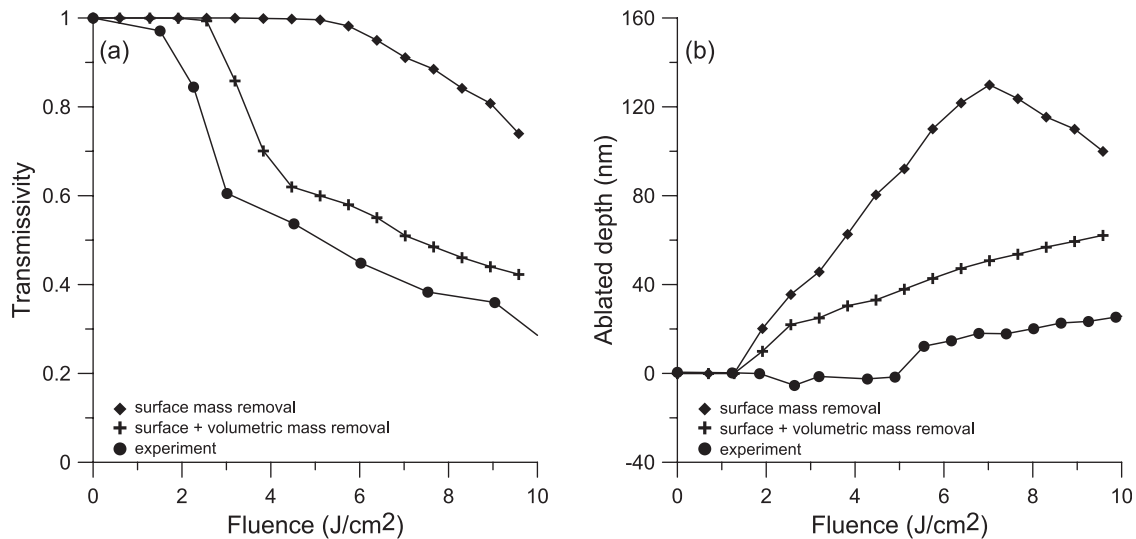 (a)
1
0.8
0.6
0.4
0.2
0
Transmissivity
surface mass removal
surface + volumetric mass removal
experiment
0 2 4 6 8 10
Fluence (J/cm2)
(b)
160
120
80
40
0
-40
Ablated depth (nm)
surface mass removal
surface + volumetric mass removal
experiment
0 2 4 6 8 10
Fluence (J/cm2)